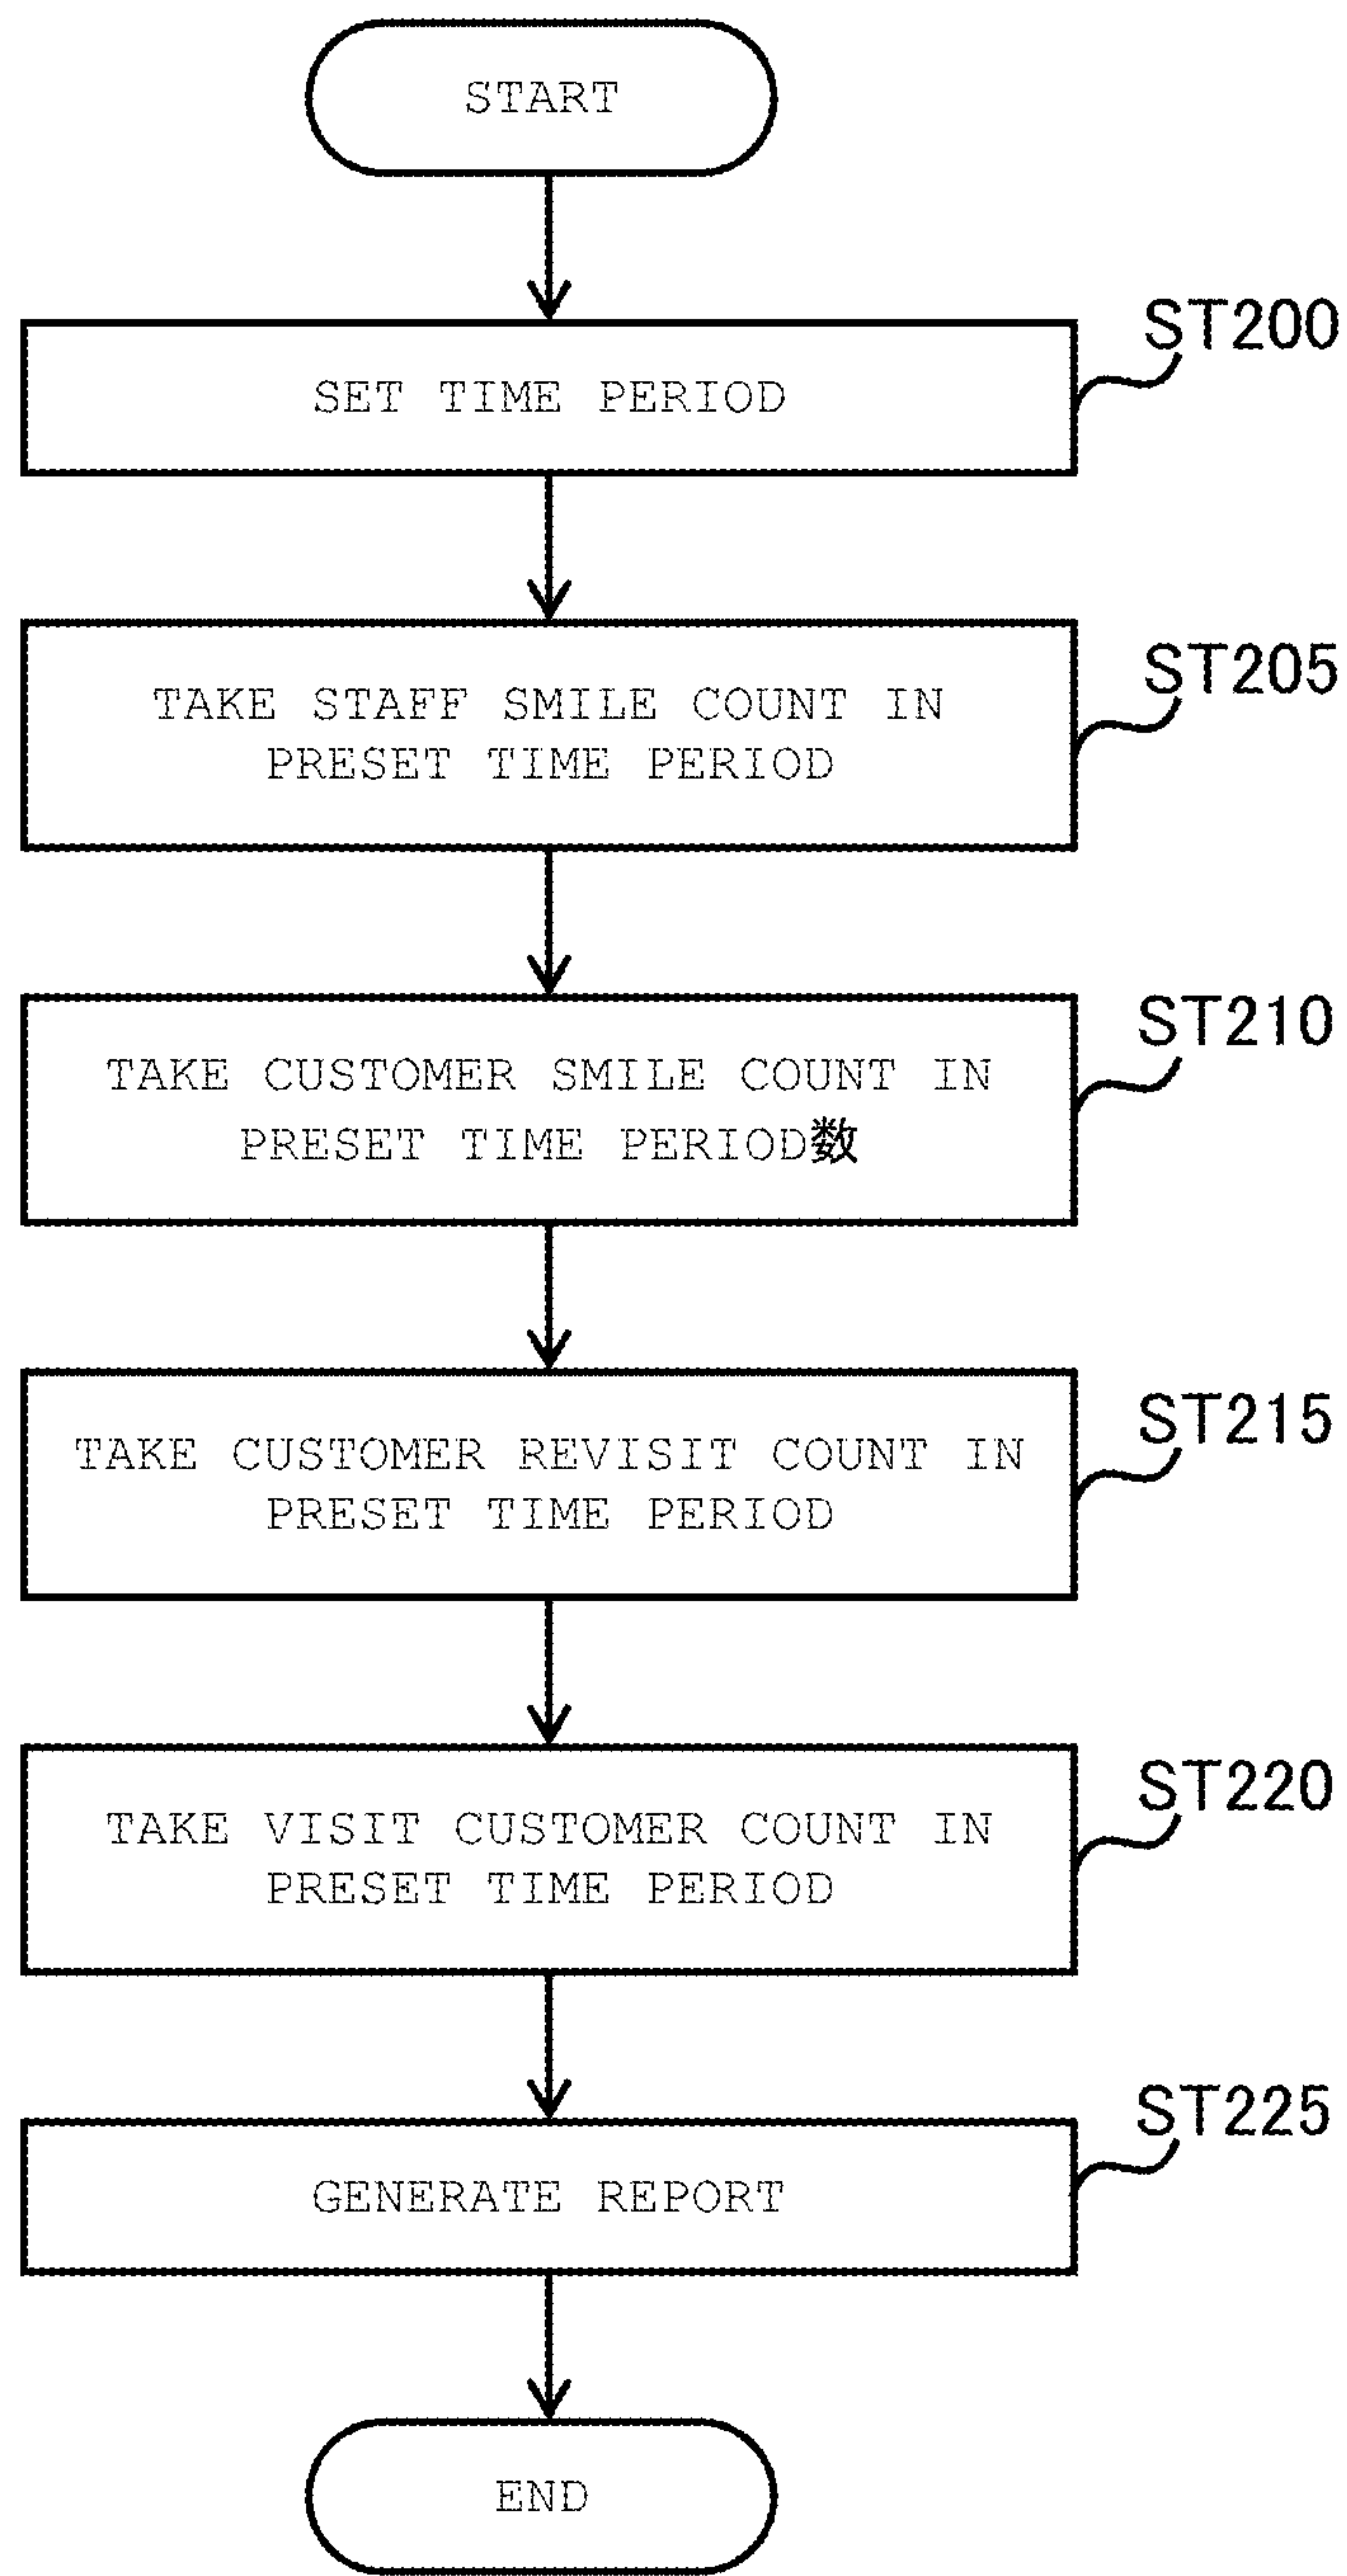 START
ST200
SET TIME PERIOD
ST205
TAKE STAFF SMILE COUNT IN
PRESET TIME PERIOD
ST210
TAKE CUSTOMER SMILE COUNT IN
PRESET TIME PERIOD数
ST215
TAKE CUSTOMER REVISIT COUNT IN
PRESET TIME PERIOD
ST220
TAKE VISIT CUSTOMER COUNT IN
PRESET TIME PERIOD
ST225
GENERATE REPORT
END